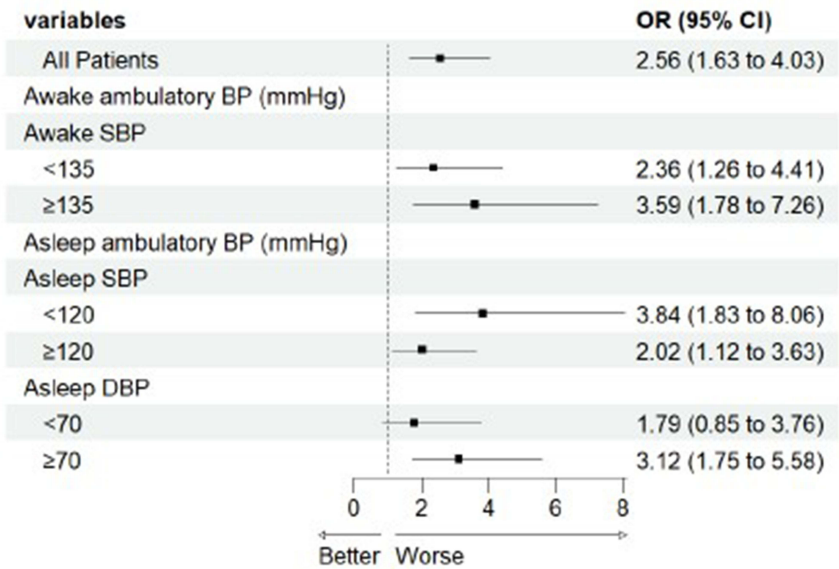 variables OR (95% CI)
All Patients 2.56 (1.63 to 4.03)
Awake ambulatory BP (mmHg)
Awake SBP
<135 2.36 (1.26 to 4.41)
≥135 3.59 (1.78 to 7.26)
Asleep ambulatory BP (mmHg)
Asleep SBP
<120 3.84 (1.83 to 8.06)
≥120 2.02 (1.12 to 3.63)
Asleep DBP
<70 1.79 (0.85 to 3.76)
≥70 3.12 (1.75 to 5.58)
0 2 4 6 8
Better Worse